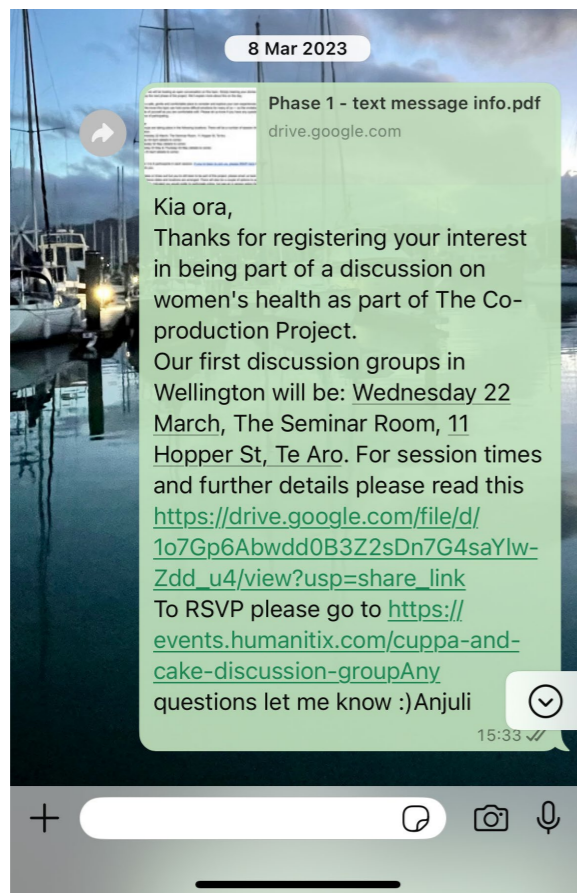 8 Mar 2023
Phase 1 - text message info.pdf
drive.google.com
Kia ora,
Thanks for registering your interest
in being part of a discussion on
women's health as part of The Co-
production Project.
Our first discussion groups in
Wellington will be: Wednesday 22
March, The Seminar Room, 11
Hopper St, Te Aro. For session times
and further details please read this
https://drive.google.com/file/d/
1o7Gp6Abwdd0B3Z2sDn7G4saYlw-
Zdd_u4/view?usp=share_link
To RSVP please go to https://
events.humanitix.com/cuppa-and-
cake-discussion-groupAny
questions let me know :)Anjuli
15:33